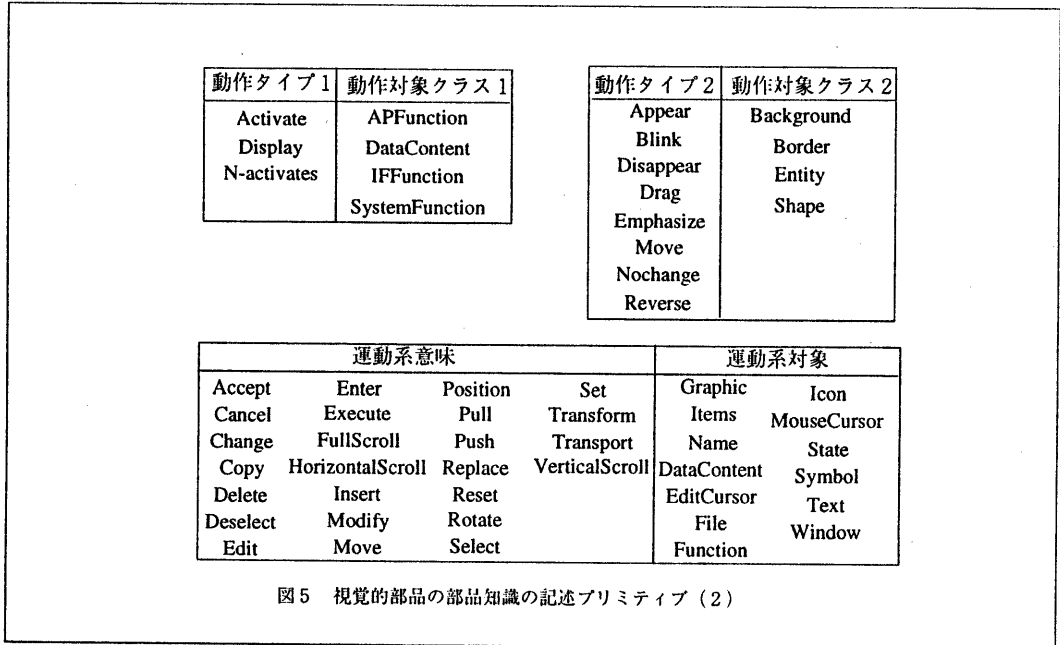 動作タイプ1 動作対象クラス1
Activate APFunction
Display DataContent
N-activates IFFunction
SystemFunction
動作タイプ2 動作対象クラス2
Appear Background
Blink Border
Disappear Entity
Drag Shape
Emphasize
Move
Nochange
Reverse
運動系意味 運動系対象
Accept Enter Position Set Graphic Icon
Cancel Execute Pull Transform Items MouseCursor
Change FullScroll Push Transport Name State
Copy HorizontalScroll Replace VerticalScroll DataContent Symbol
Delete Insert Reset EditCursor Text
Deselect Modify Rotate File Window
Edit Move Select Function
図5 視覚的部品の部品知識の記述プリミティブ(2)